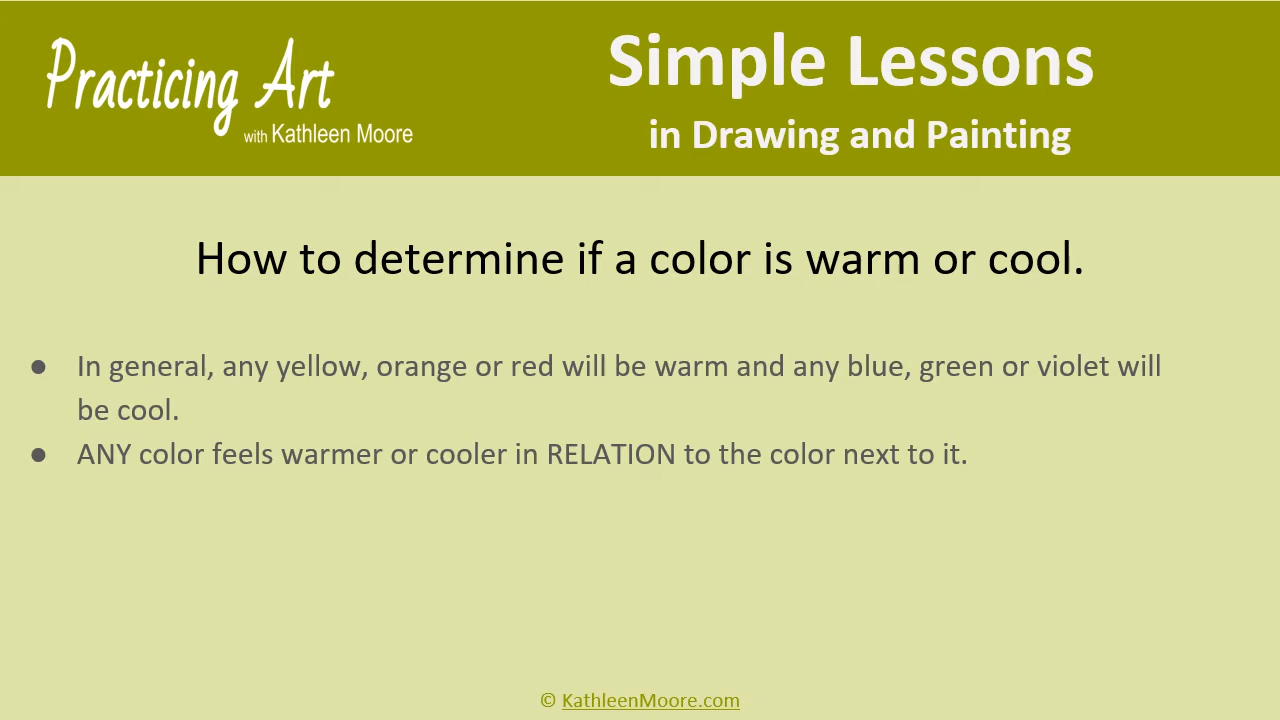 Practicing Art
with Kathleen Moore
Simple Lessons
in Drawing and Painting
How to determine if a color is warm or cool.
● In general, any yellow, orange or red will be warm and any blue, green or violet will
be cool.
● ANY color feels warmer or cooler in RELATION to the color next to it.
© KathleenMoore.com